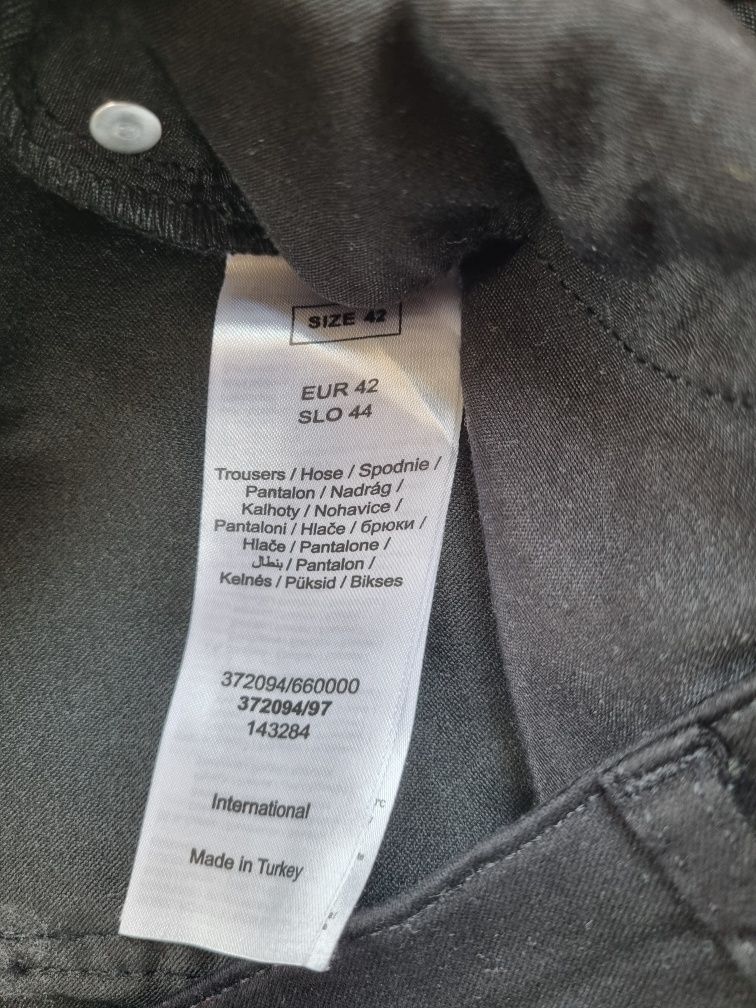 SIZE 42
EUR 42
SLO 44
Trousers / Hose / Spodnie /
Pantalon / Nadrág /
Kalhoty / Nohavice /
Pantaloni / Hlače / брюки /
Hlače / Pantalone /
بنطال / Pantalon /
Kelnės / Püksid / Bikses
372094/660000
372094/97
143284
International
Made in Turkey